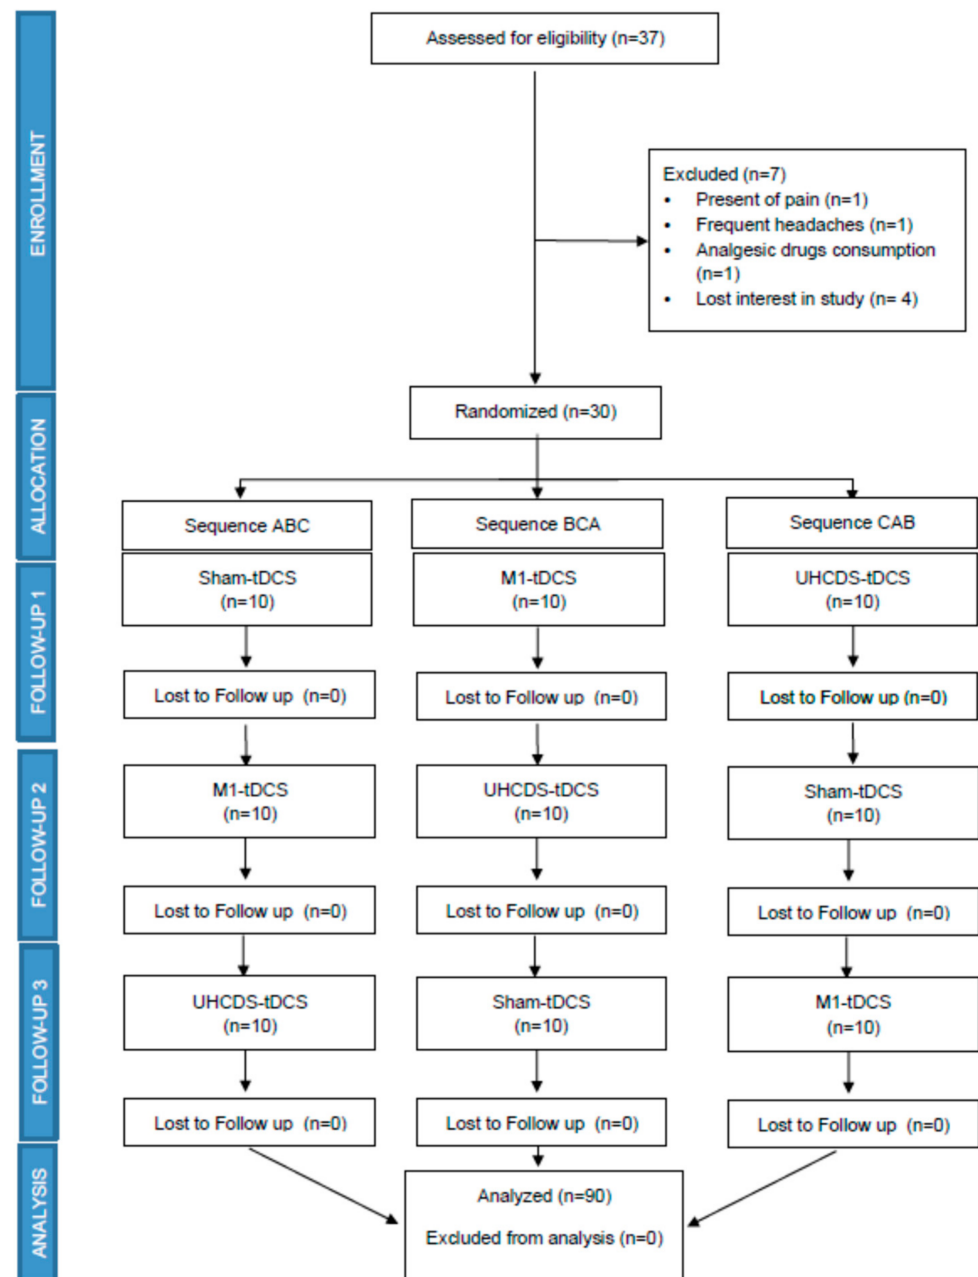 ENROLLMENT
Assessed for eligibility (n=37)
Excluded (n=7)
• Present of pain (n=1)
• Frequent headaches (n=1)
• Analgesic drugs consumption
(n=1)
• Lost interest in study (n= 4)
ALLOCATION
Randomized (n=30)
Sequence ABC
Sequence BCA
Sequence CAB
FOLLOW-UP 1
Sham-tDCS
(n=10)
M1-tDCS
(n=10)
UHCDS-tDCS
(n=10)
Lost to Follow up (n=0)
Lost to Follow up (n=0)
Lost to Follow up (n=0)
FOLLOW-UP 2
M1-tDCS
(n=10)
UHCDS-tDCS
(n=10)
Sham-tDCS
(n=10)
Lost to Follow up (n=0)
Lost to Follow up (n=0)
Lost to Follow up (n=0)
FOLLOW-UP 3
UHCDS-tDCS
(n=10)
Sham-tDCS
(n=10)
M1-tDCS
(n=10)
Lost to Follow up (n=0)
Lost to Follow up (n=0)
Lost to Follow up (n=0)
ANALYSIS
Analyzed (n=90)
Excluded from analysis (n=0)